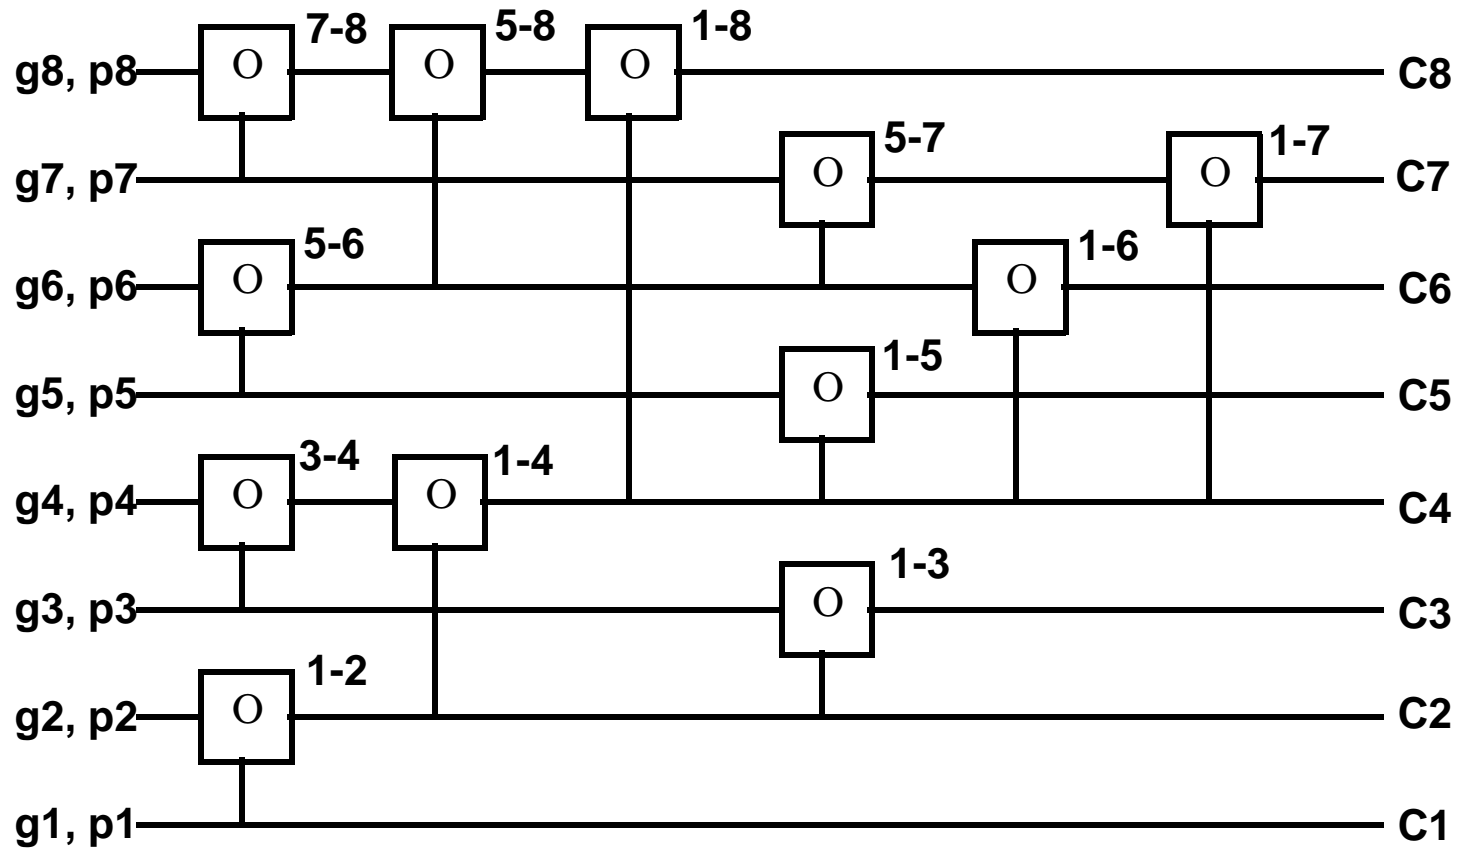 7-8 5-8 1-8
g8, p8 O O O C8
5-7 1-7
g7, p7 O O C7
5-6 1-6
g6, p6 O O C6
1-5
g5, p5 O C5
3-4 1-4
g4, p4 O O C4
1-3
g3, p3 O C3
1-2
g2, p2 O C2
g1, p1 C1